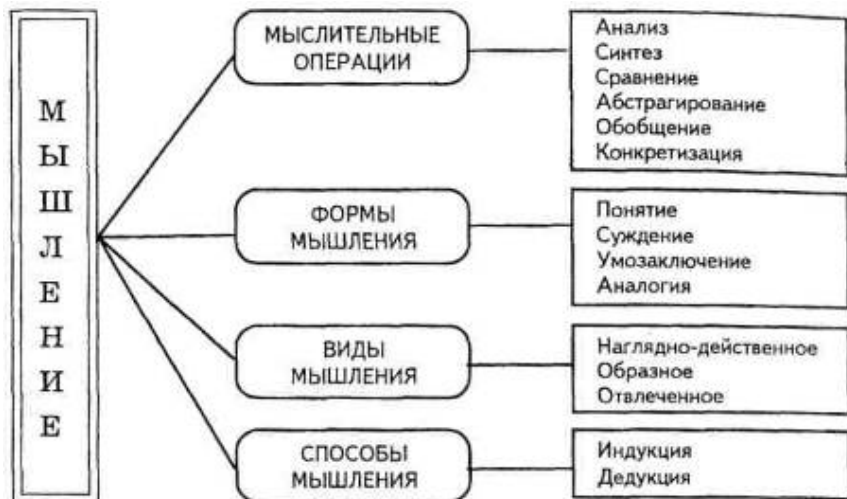 МЫШЛЕНИЕ
МЫСЛИТЕЛЬНЫЕ
ОПЕРАЦИИ
Анализ
Синтез
Сравнение
Абстрагирование
Обобщение
Конкретизация
ФОРМЫ
МЫШЛЕНИЯ
Понятие
Суждение
Умозаключение
Аналогия
ВИДЫ
МЫШЛЕНИЯ
Наглядно-действенное
Образное
Отвлеченное
СПОСОБЫ
МЫШЛЕНИЯ
Индукция
Дедукция